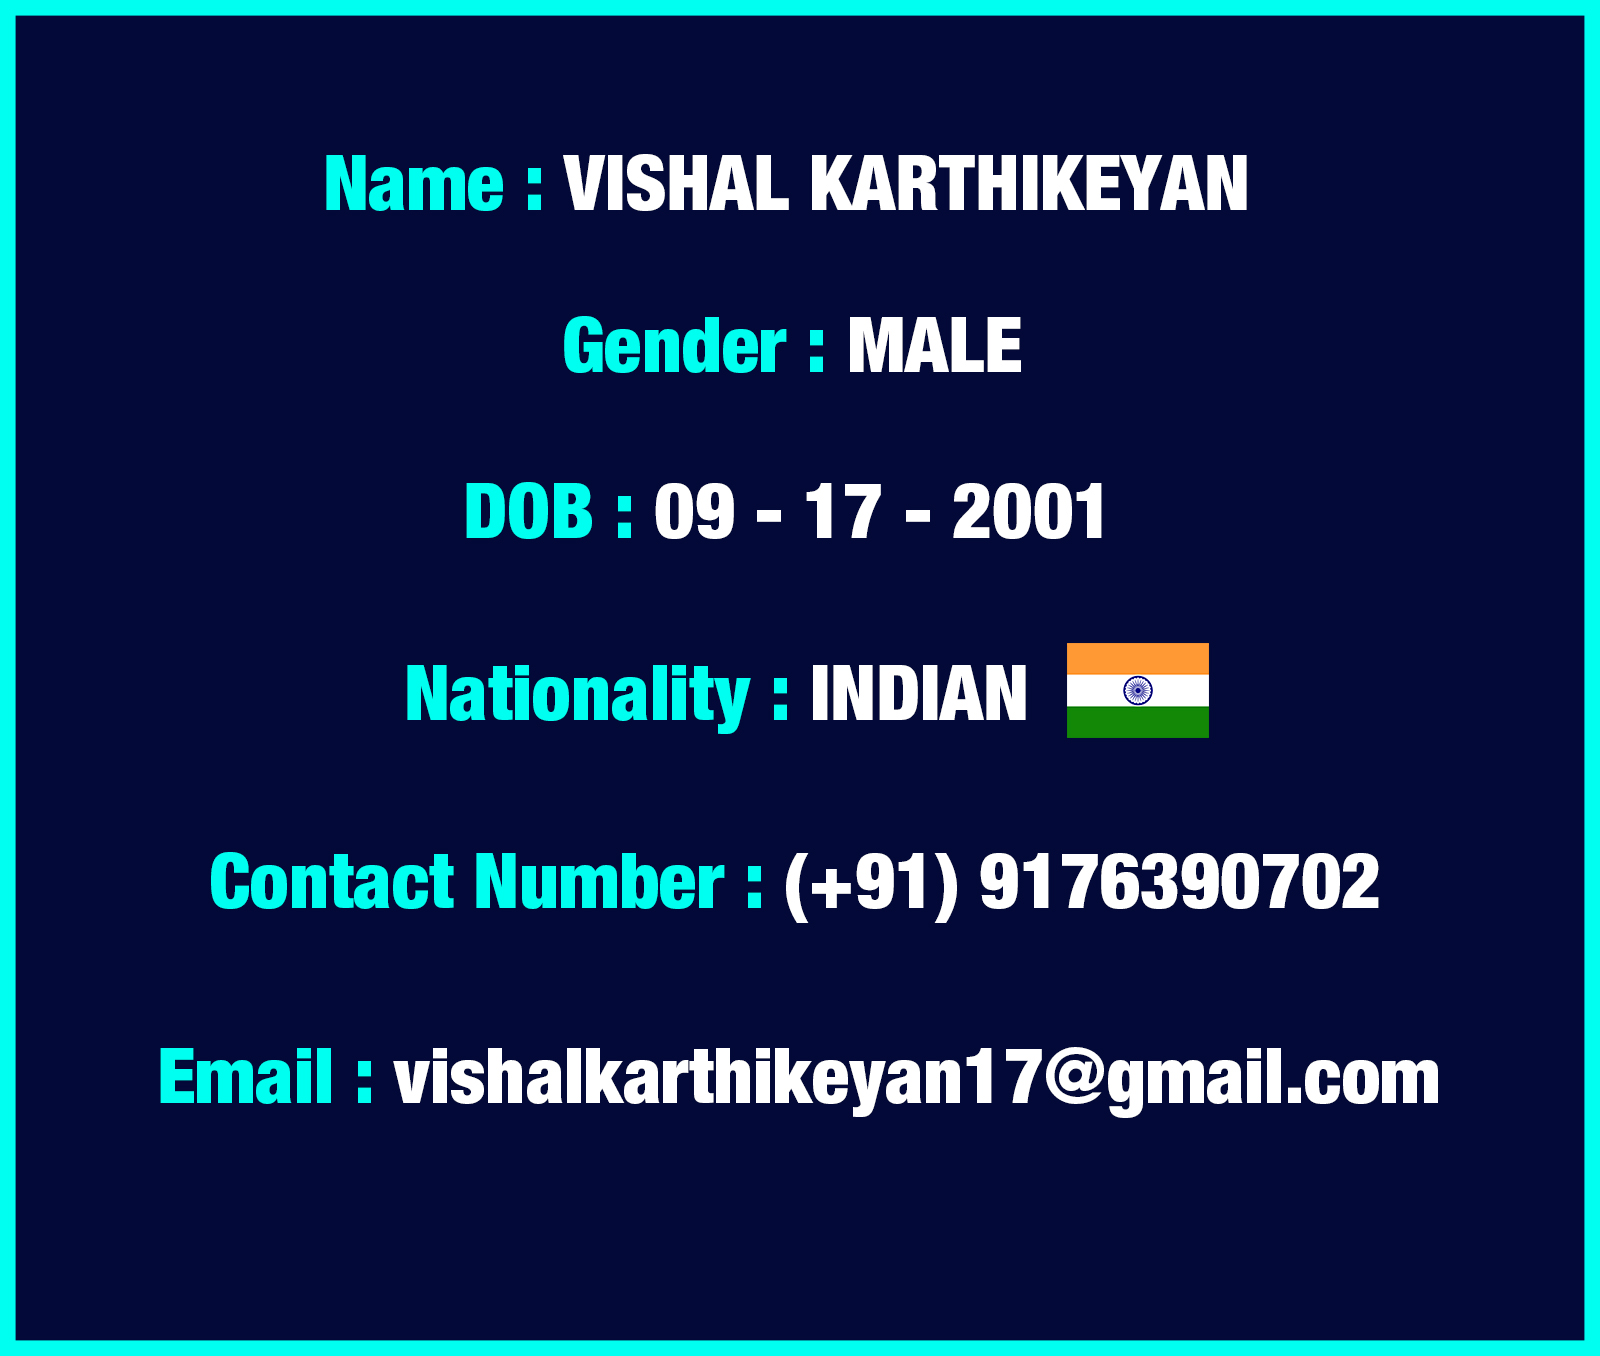 Name : VISHAL KARTHIKEYAN
Gender : MALE
DOB : 09 - 17 - 2001
Nationality : INDIAN
Contact Number : (+91) 9176390702
Email : vishalkarthikeyan17@gmail.com